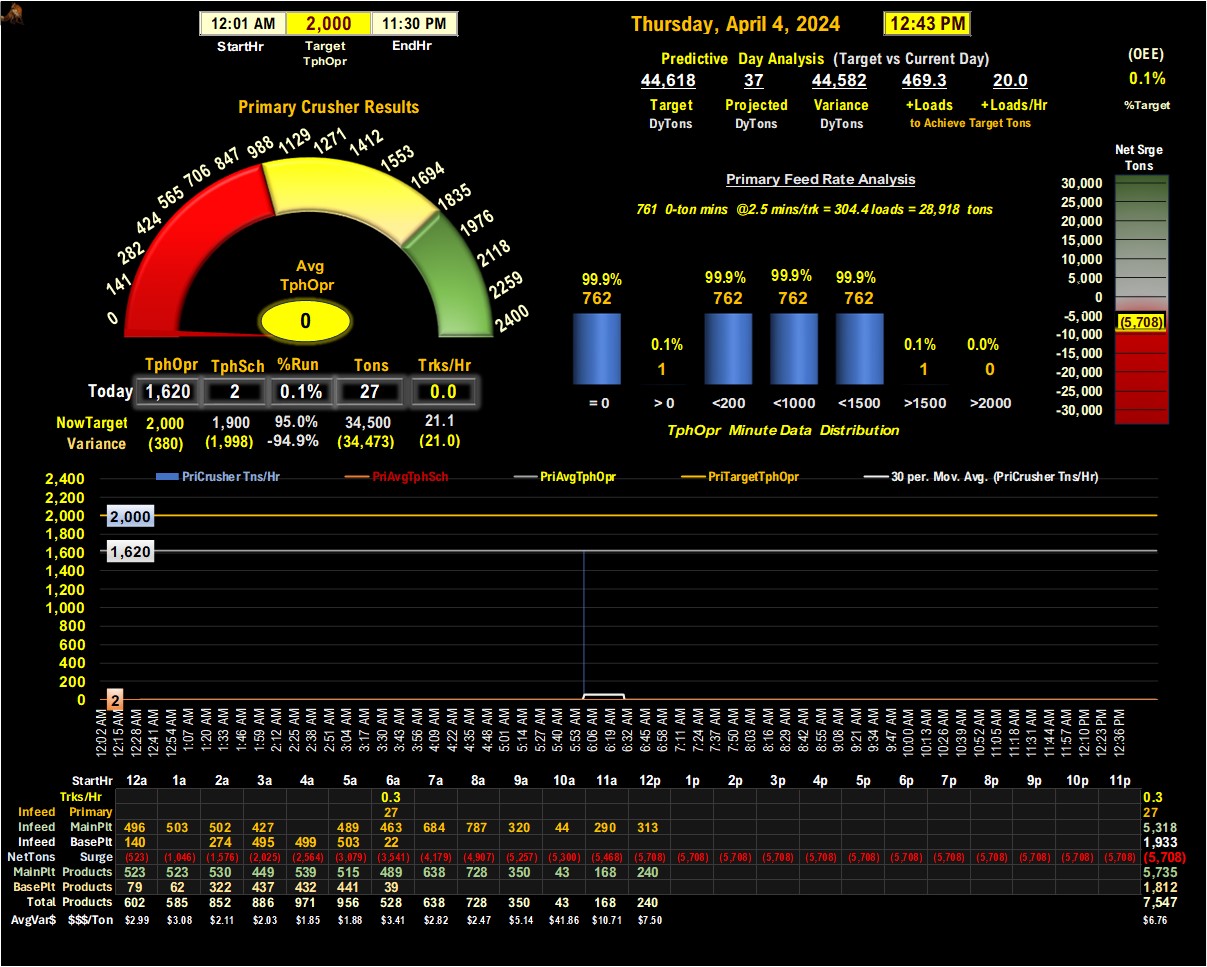 12:01 AM 2,000 11:30 PM
StartHr Target EndHr
TphOpr
Thursday, April 4, 2024 12:43 PM
Predictive Day Analysis (Target vs Current Day)
44,618 37 44,582 469.3 20.0
Target Projected Variance +Loads +Loads/Hr
DyTons DyTons DyTons to Achieve Target Tons
(OEE)
0.1%
%Target
Primary Crusher Results
0
141
282
424
565
706
847
988
1129
1271
1412
1553
1694
1835
1976
2118
2259
2400
Avg
TphOpr
0
TphOpr TphSch %Run Tons Trks/Hr
Today 1,620 2 0.1% 27 0.0
NowTarget 2,000 1,900 95.0% 34,500 21.1
Variance (380) (1,998) -94.9% (34,473) (21.0)
Primary Feed Rate Analysis
761 0-ton mins @2.5 mins/trk = 304.4 loads = 28,918 tons
99.9% 99.9% 99.9% 99.9%
762 762 762 762
0.1% 0.1% 0.0%
1 1 0
= 0 > 0 <200 <1000 <1500 >1500 >2000
TphOpr Minute Data Distribution
Net Srge
Tons
30,000
25,000
20,000
15,000
10,000
5,000
0
-5,000
(5,708)
-10,000
-15,000
-20,000
-25,000
-30,000
PriCrusher Tns/Hr PriAvgTphSch PriAvgTphOpr PriTargetTphOpr 30 per. Mov. Avg. (PriCrusher Tns/Hr)
2,400
2,200
2,000
1,800
1,600
1,400
1,200
1,000
800
600
400
200
0
2,000
1,620
2
12:02 AM
12:15 AM
12:28 AM
12:41 AM
12:54 AM
1:07 AM
1:20 AM
1:33 AM
1:46 AM
1:59 AM
2:12 AM
2:25 AM
2:38 AM
2:51 AM
3:04 AM
3:17 AM
3:30 AM
3:43 AM
3:56 AM
4:09 AM
4:22 AM
4:35 AM
4:48 AM
5:01 AM
5:14 AM
5:27 AM
5:40 AM
5:53 AM
6:06 AM
6:19 AM
6:32 AM
6:45 AM
6:58 AM
7:11 AM
7:24 AM
7:37 AM
7:50 AM
8:03 AM
8:16 AM
8:29 AM
8:42 AM
8:55 AM
9:08 AM
9:21 AM
9:34 AM
9:47 AM
10:00 AM
10:13 AM
10:26 AM
10:39 AM
10:52 AM
11:05 AM
11:18 AM
11:31 AM
11:44 AM
11:57 AM
12:10 PM
12:23 PM
12:36 PM
StartHr 12a 1a 2a 3a 4a 5a 6a 7a 8a 9a 10a 11a 12p 1p 2p 3p 4p 5p 6p 7p 8p 9p 10p 11p
Trks/Hr 0.3 0.3
Infeed Primary 27 27
Infeed MainPlt 496 503 502 427 489 463 684 787 320 44 290 313 5,318
Infeed BasePlt 140 274 495 499 503 22 1,933
NetTons Surge (523) (1,046) (1,576) (2,025) (2,564) (3,079) (3,541) (4,179) (4,907) (5,257) (5,300) (5,468) (5,708) (5,708) (5,708) (5,708) (5,708) (5,708) (5,708) (5,708) (5,708) (5,708) (5,708) (5,708) (5,708)
MainPlt Products 523 523 530 449 539 515 489 638 728 350 43 168 240 5,735
BasePlt Products 79 62 322 437 432 441 39 1,812
Total Products 602 585 852 886 971 956 528 638 728 350 43 168 240 7,547
AvgVar$ $$$/Ton $2.99 $3.08 $2.11 $2.03 $1.85 $1.88 $3.41 $2.82 $2.47 $5.14 $41.86 $10.71 $7.50 $6.76